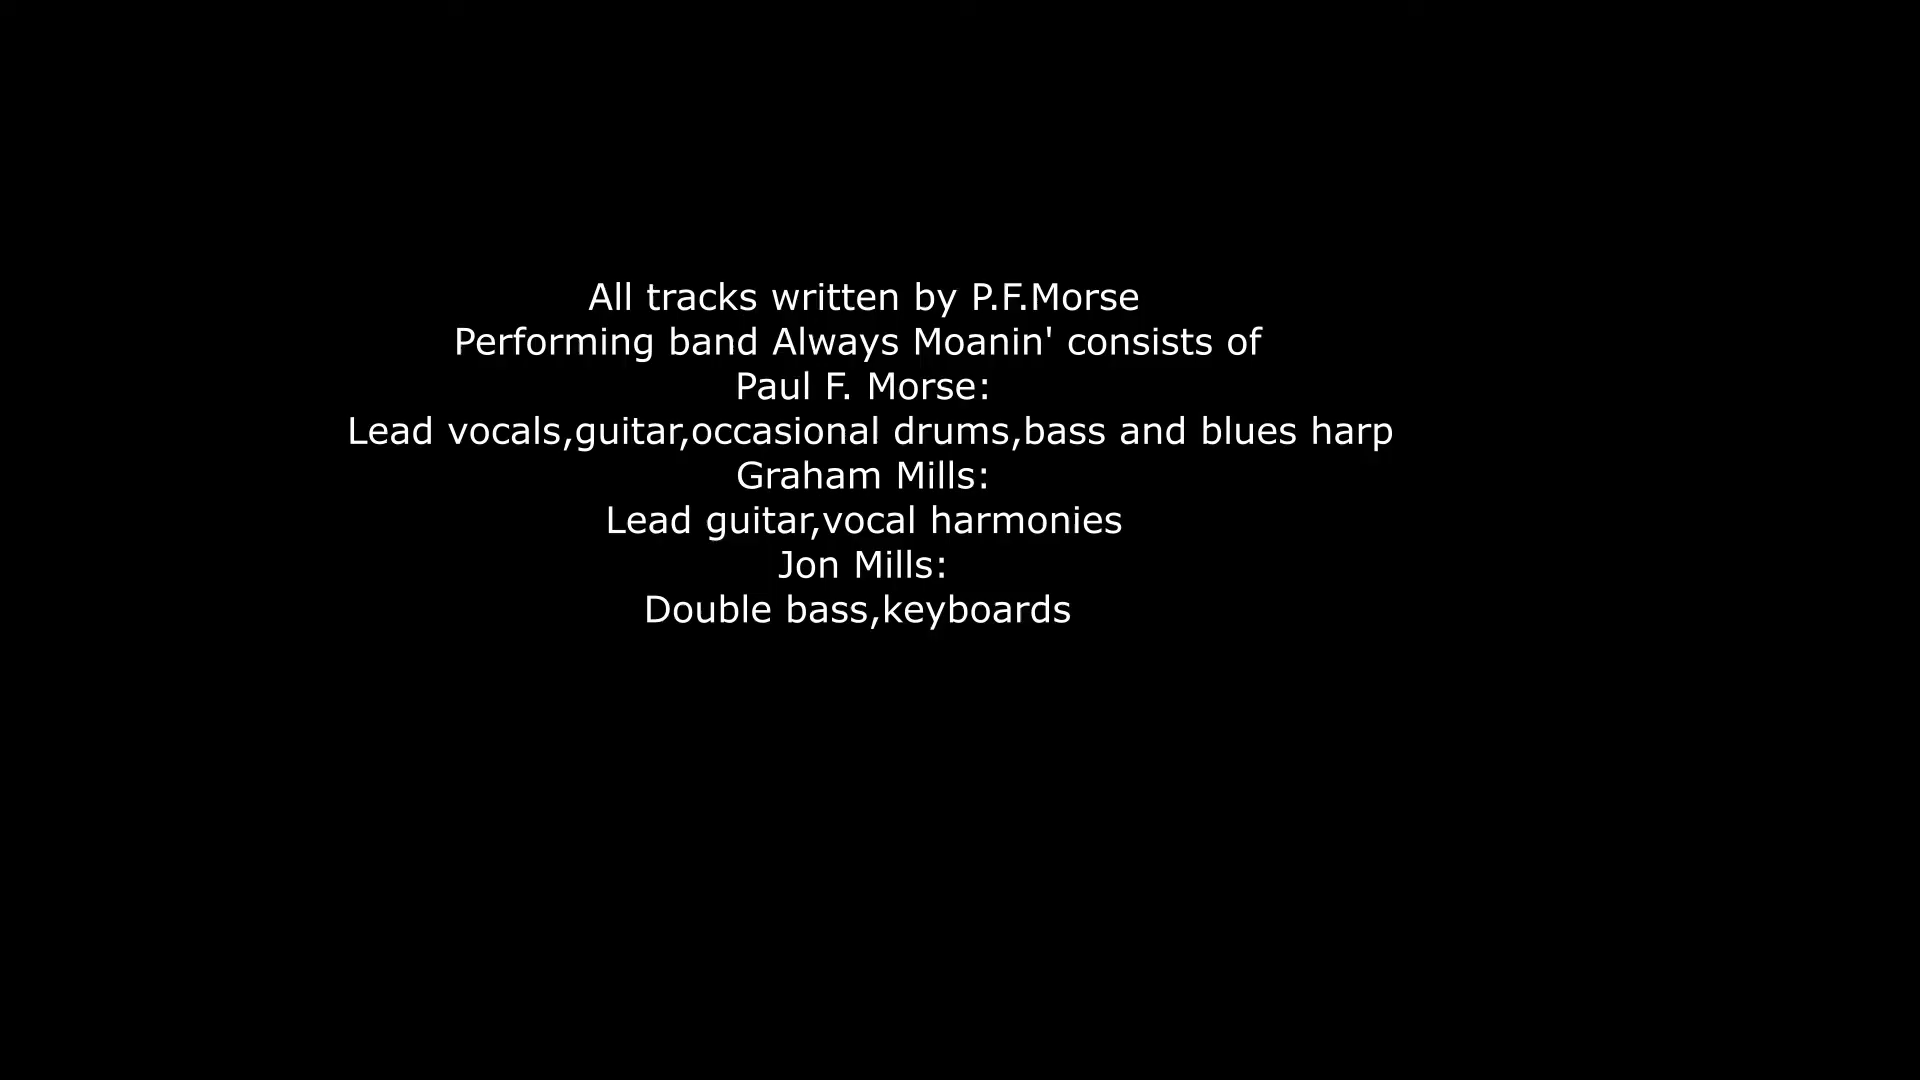 All tracks written by P.F.Morse
Performing band Always Moanin' consists of
Paul F. Morse:
Lead vocals,guitar,occasional drums,bass and blues harp
Graham Mills:
Lead guitar,vocal harmonies
Jon Mills:
Double bass,keyboards